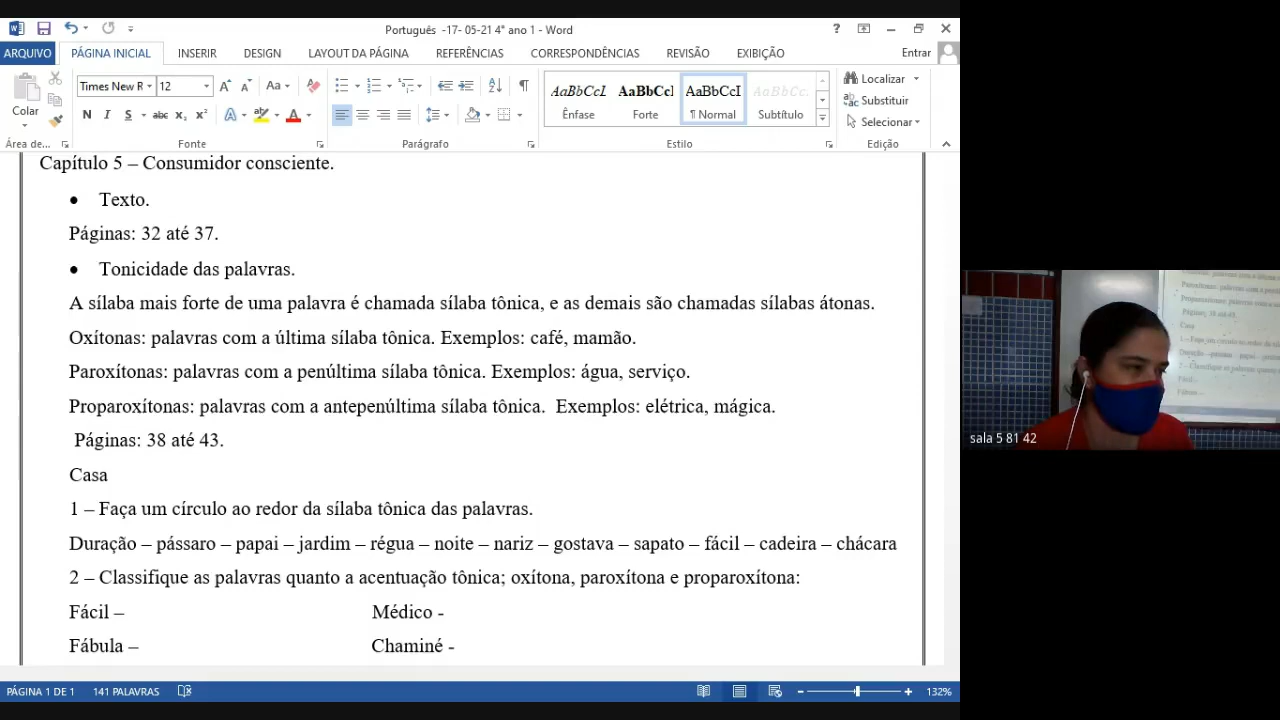 Português -17- 05-21 4° ano 1 - Word
ARQUIVO PÁGINA INICIAL INSERIR DESIGN LAYOUT DA PÁGINA REFERÊNCIAS CORRESPONDÊNCIAS REVISÃO EXIBIÇÃO Entrar
Colar
Times New R 12
AaBbCcL AaBbCcl AaBbCcI AaBbCc.
Ênfase Forte ¶ Normal Subtítulo
Localizar
Substituir
Selecionar
Área de... Fonte Parágrafo Estilo Edição
Capítulo 5 – Consumidor consciente.
• Texto.
Páginas: 32 até 37.
• Tonicidade das palavras.
A sílaba mais forte de uma palavra é chamada sílaba tônica, e as demais são chamadas sílabas átonas.
Oxítonas: palavras com a última sílaba tônica. Exemplos: café, mamão.
Paroxítonas: palavras com a penúltima sílaba tônica. Exemplos: água, serviço.
Proparoxítonas: palavras com a antepenúltima sílaba tônica.  Exemplos: elétrica, mágica.
Páginas: 38 até 43.
Casa
1 – Faça um círculo ao redor da sílaba tônica das palavras.
Duração – pássaro – papai – jardim – régua – noite – nariz – gostava – sapato – fácil – cadeira – chácara
2 – Classifique as palavras quanto a acentuação tônica; oxítona, paroxítona e proparoxítona:
Fácil – Médico -
Fábula – Chaminé -
PÁGINA 1 DE 1 141 PALAVRAS 132%
sala 5 81 42